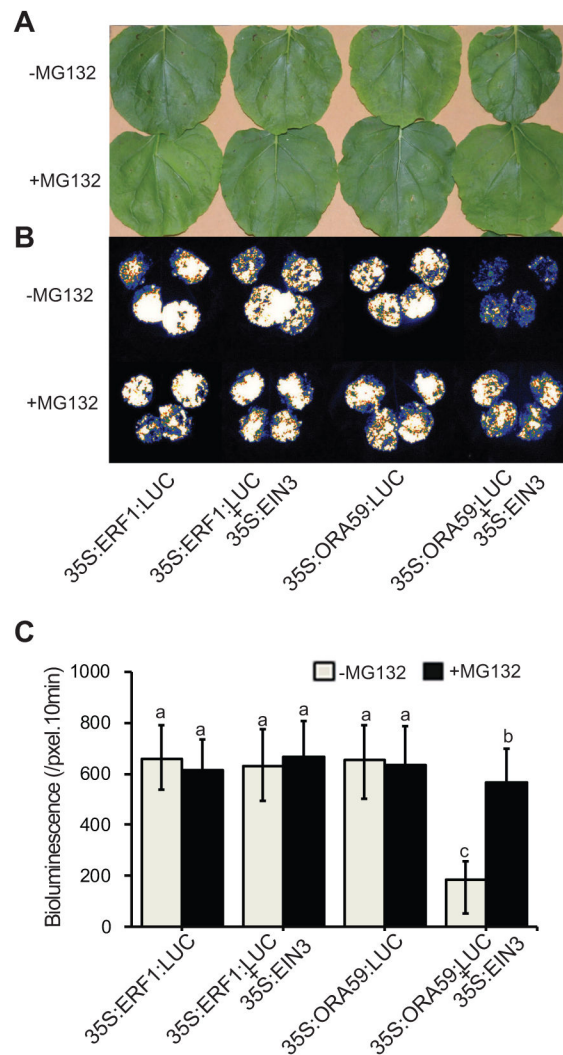 A
-MG132
+MG132
B
-MG132
+MG132
35S:ERF1:LUC
35S:ERF1:LUC
+
35S:EIN3
35S:ORA59:LUC
35S:ORA59:LUC
+
35S:EIN3
C
Bioluminescence (/pxel.10min)
1000
800
600
400
200
0
-MG132
+MG132
a
a
a
a
a
a
c
b
35S:ERF1:LUC
35S:ERF1:LUC
+
35S:EIN3
35S:ORA59:LUC
35S:ORA59:LUC
+
35S:EIN3